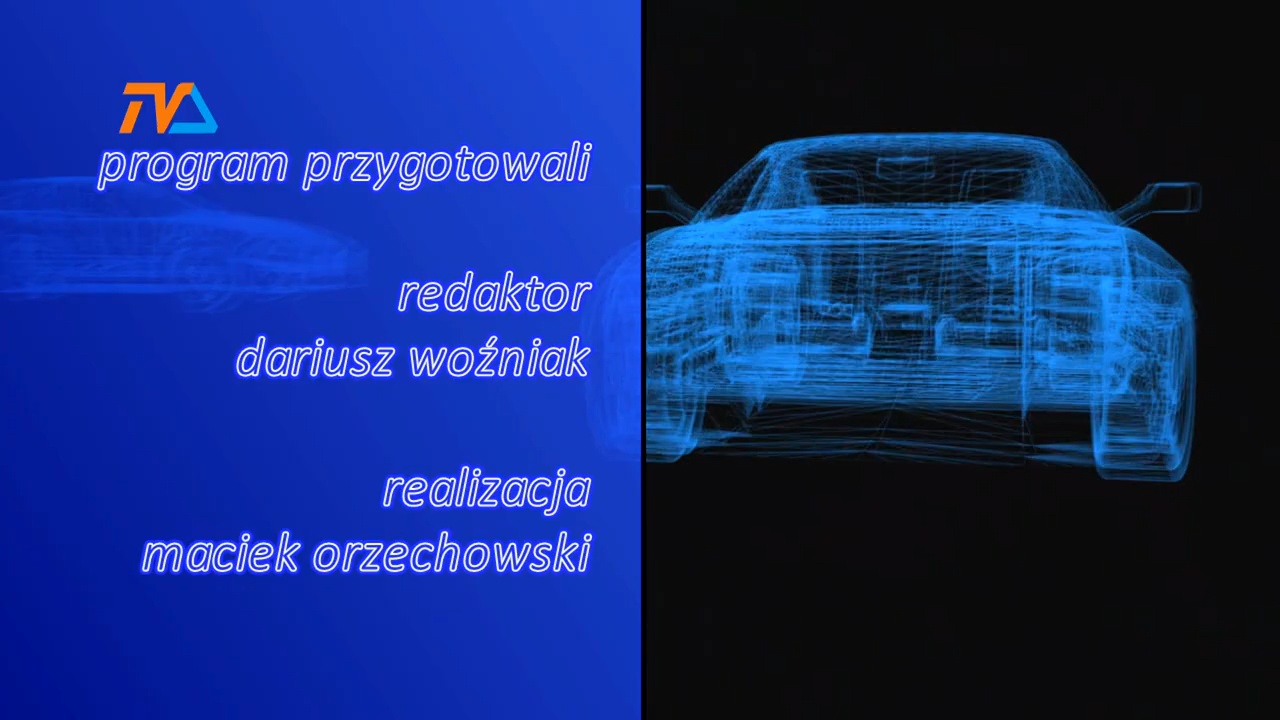 TVA
program przygotowali
redaktor
dariusz woźniak
realizacja
maciek orzechowski